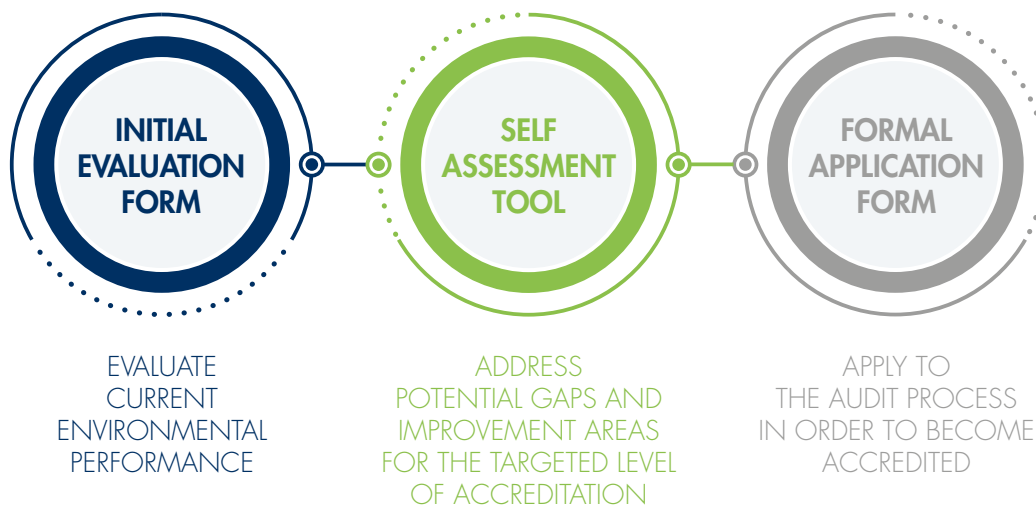 INITIAL
EVALUATION
FORM
SELF
ASSESSMENT
TOOL
FORMAL
APPLICATION
FORM
EVALUATE
CURRENT
ENVIRONMENTAL
PERFORMANCE
ADDRESS
POTENTIAL GAPS AND
IMPROVEMENT AREAS
FOR THE TARGETED LEVEL
OF ACCREDITATION
APPLY TO
THE AUDIT PROCESS
IN ORDER TO BECOME
ACCREDITED